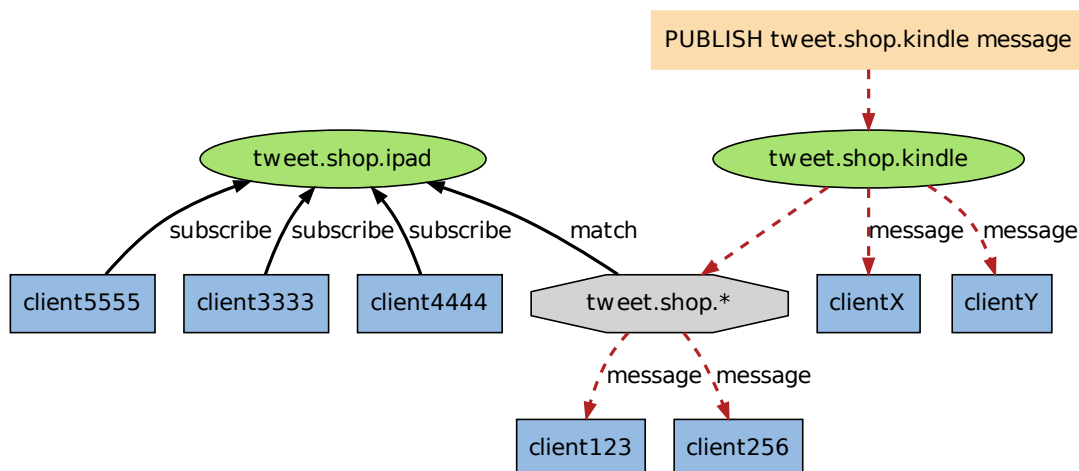 PUBLISH tweet.shop.kindle message
tweet.shop.ipad
tweet.shop.kindle
subscribe
subscribe
subscribe
match
message
message
client5555
client3333
client4444
tweet.shop.*
clientX
clientY
message
message
client123
client256